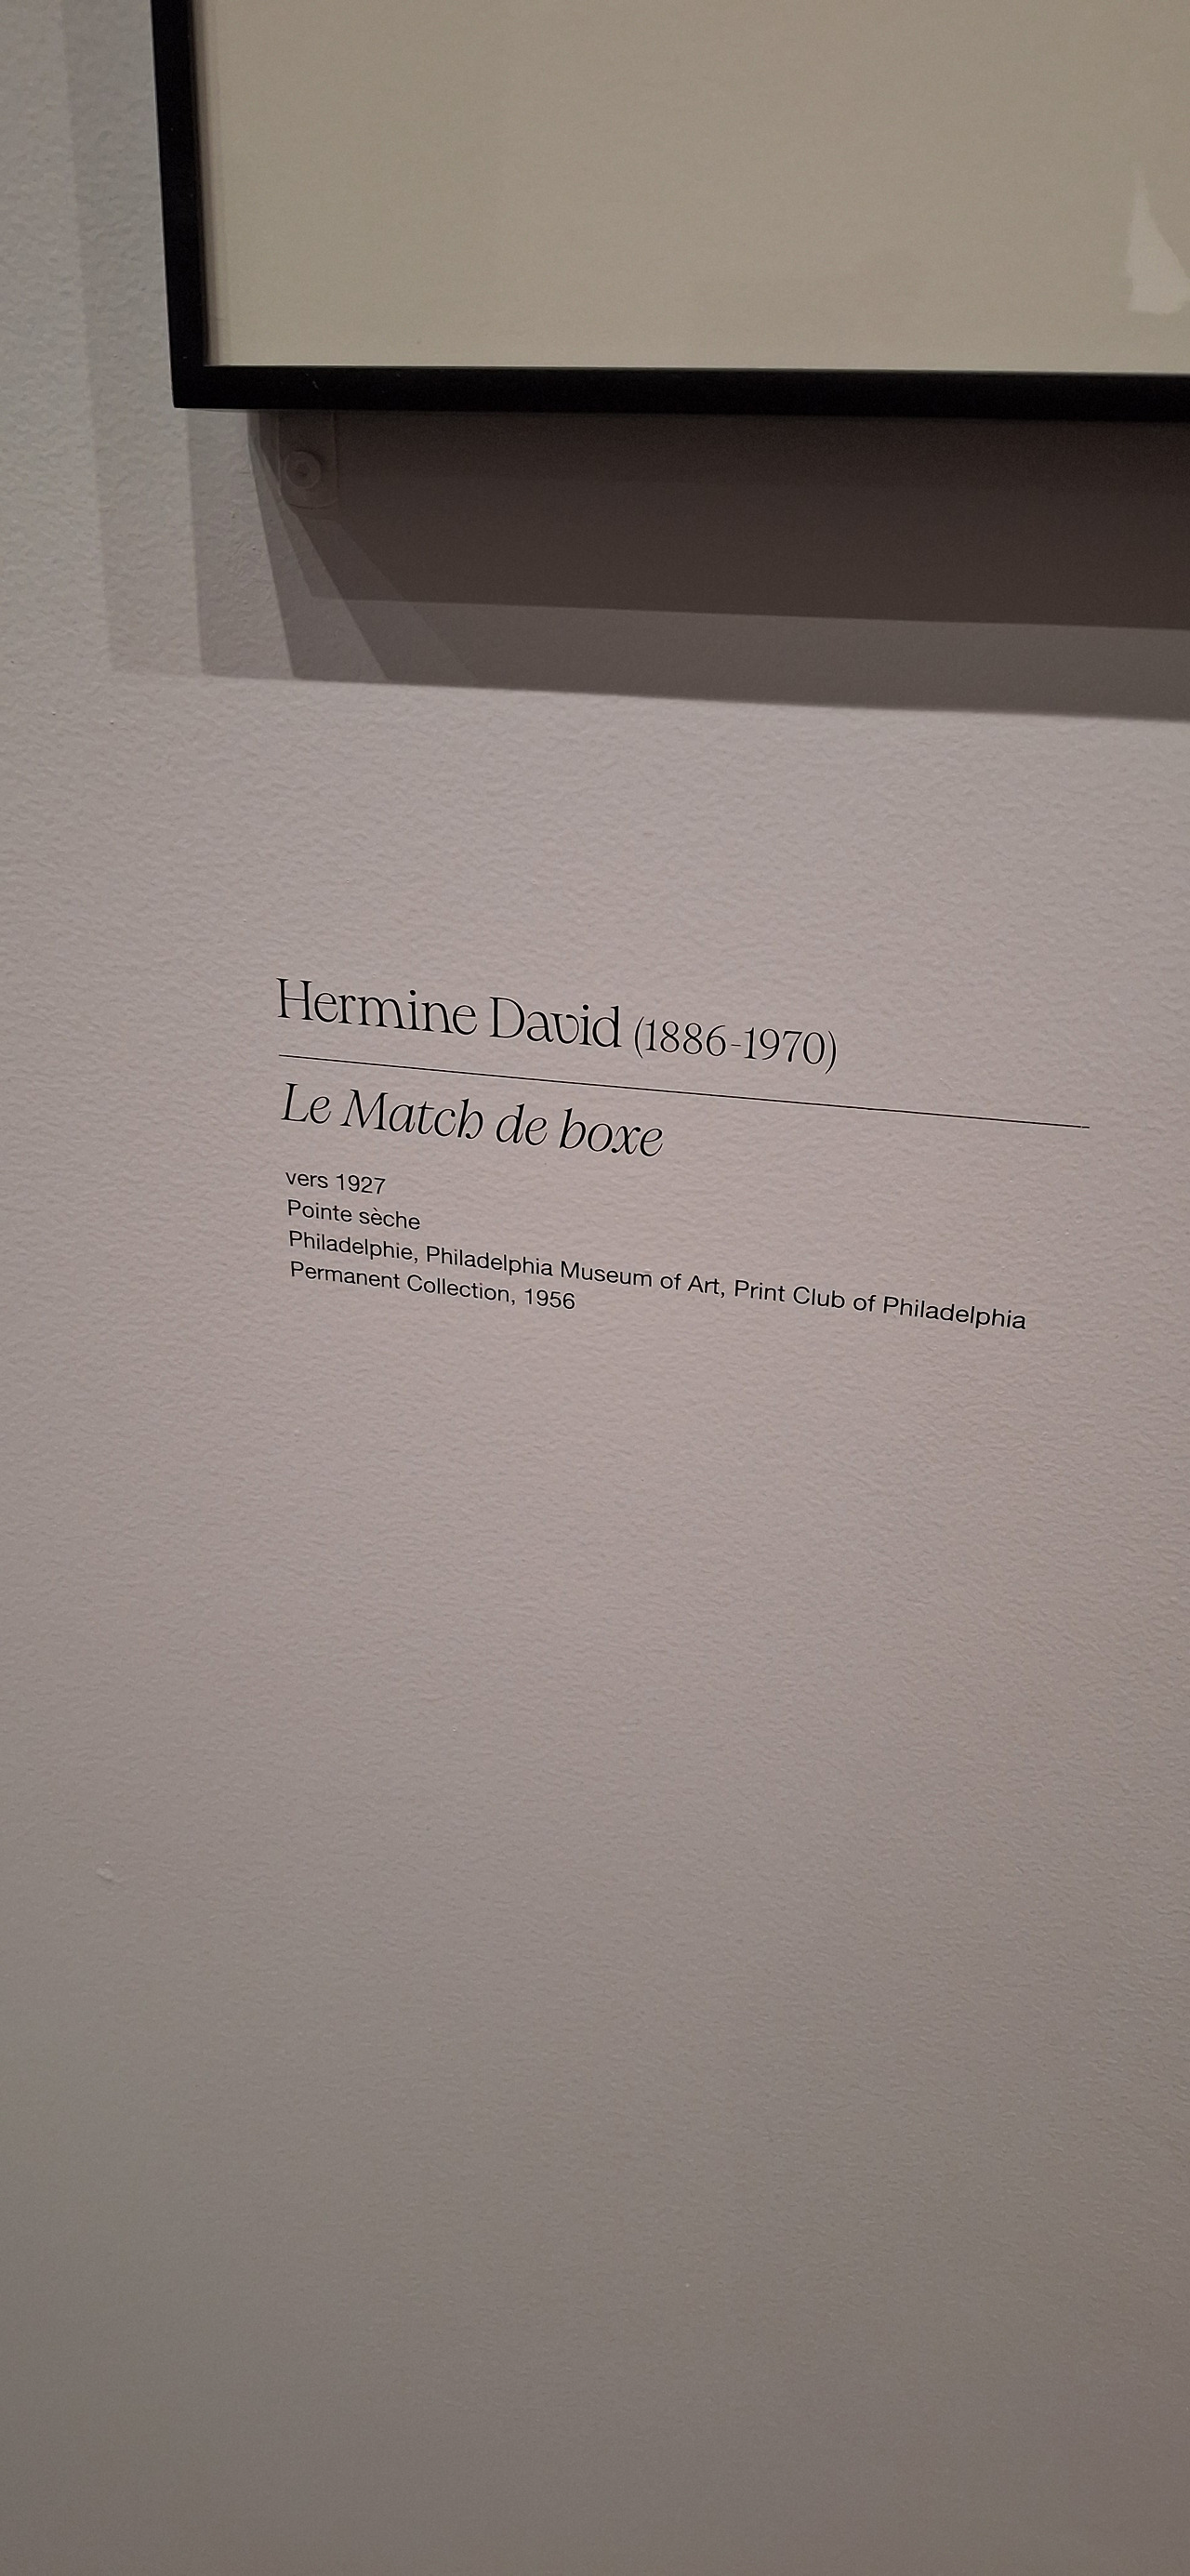 Hermine David (1886-1970)
Le Match de boxe
vers 1927
Pointe sèche
Philadelphie, Philadelphia Museum of Art, Print Club of Philadelphia
Permanent Collection, 1956